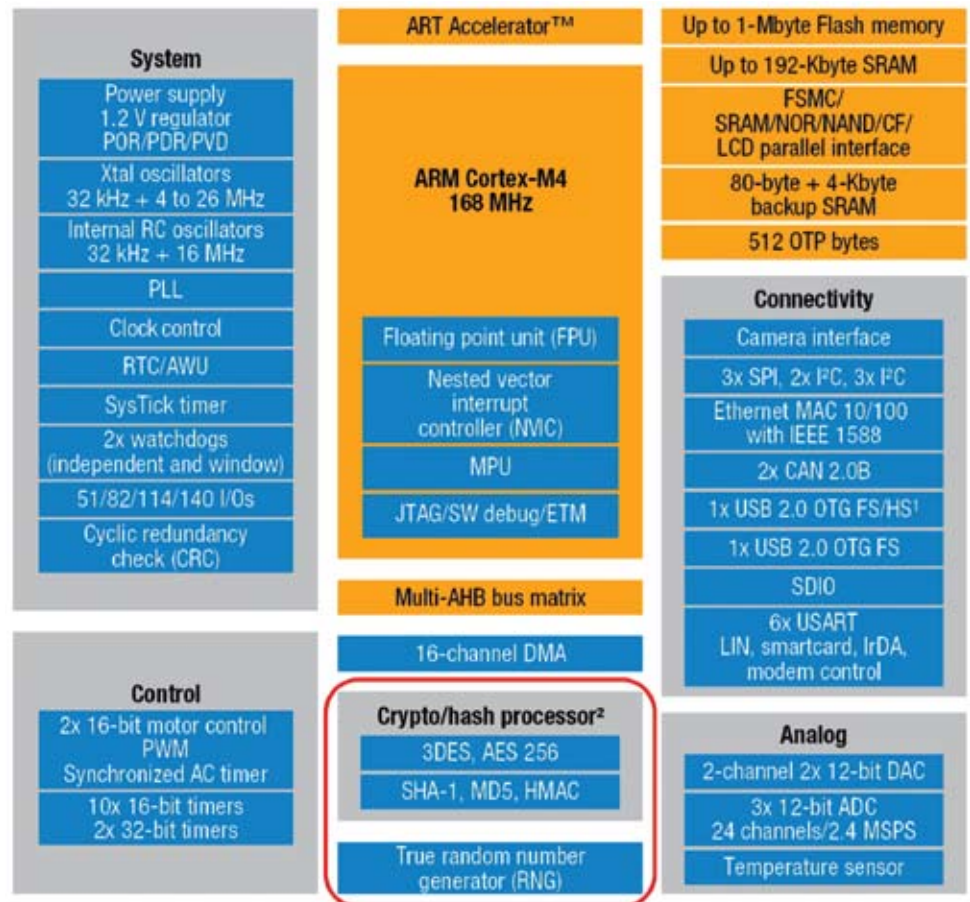 System
Power supply
1.2 V regulator
POR/PDR/PVD
Xtal oscillators
32 kHz + 4 to 26 MHz
Internal RC oscillators
32 kHz + 16 MHz
PLL
Clock control
RTC/AWU
SysTick timer
2x watchdogs
(independent and window)
51/82/114/140 I/Os
Cyclic redundancy
check (CRC)
Control
2x 16-bit motor control
PWM
Synchronized AC timer
10x 16-bit timers
2x 32-bit timers
ART Accelerator™
ARM Cortex-M4
168 MHz
Floating point unit (FPU)
Nested vector
interrupt
controller (NVIC)
MPU
JTAG/SW debug/ETM
Multi-AHB bus matrix
16-channel DMA
Crypto/hash processor²
3DES, AES 256
SHA-1, MD5, HMAC
True random number
generator (RNG)
Up to 1-Mbyte Flash memory
Up to 192-Kbyte SRAM
FSMC/
SRAM/NOR/NAND/CF/
LCD parallel interface
80-byte + 4-Kbyte
backup SRAM
512 OTP bytes
Connectivity
Camera interface
3x SPI, 2x I²C, 3x I²C
Ethernet MAC 10/100
with IEEE 1588
2x CAN 2.0B
1x USB 2.0 OTG FS/HS¹
1x USB 2.0 OTG FS
SDIO
6x USART
LIN, smartcard, IrDA,
modem control
Analog
2-channel 2x 12-bit DAC
3x 12-bit ADC
24 channels/2.4 MSPS
Temperature sensor